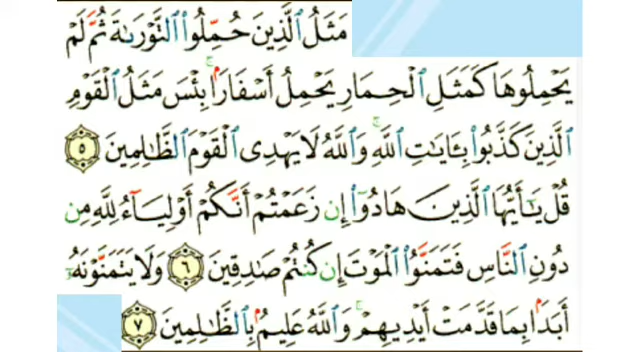 مَثَلُ ٱلَّذِينَ حُمِّلُوا۟ ٱلتَّوْرَىٰةَ ثُمَّ لَمْ
يَحْمِلُوهَا كَمَثَلِ ٱلْحِمَارِ يَحْمِلُ أَسْفَارًۢا ۚ بِئْسَ مَثَلُ ٱلْقَوْمِ
ٱلَّذِينَ كَذَّبُوا۟ بِـَٔايَٰتِ ٱللَّهِ ۚ وَٱللَّهُ لَا يَهْدِى ٱلْقَوْمَ ٱلظَّٰلِمِينَ ٥
قُلْ يَٰٓأَيُّهَا ٱلَّذِينَ هَادُوٓا۟ إِن زَعَمْتُمْ أَنَّكُمْ أَوْلِيَآءُ لِلَّهِ مِن
دُونِ ٱلنَّاسِ فَتَمَنَّوُا۟ ٱلْمَوْتَ إِن كُنتُمْ صَٰدِقِينَ ٦ وَلَا يَتَمَنَّوْنَهُۥٓ
أَبَدًۢا بِمَا قَدَّمَتْ أَيْدِيهِمْ ۚ وَٱللَّهُ عَلِيمٌۢ بِٱلظَّٰلِمِينَ ٧